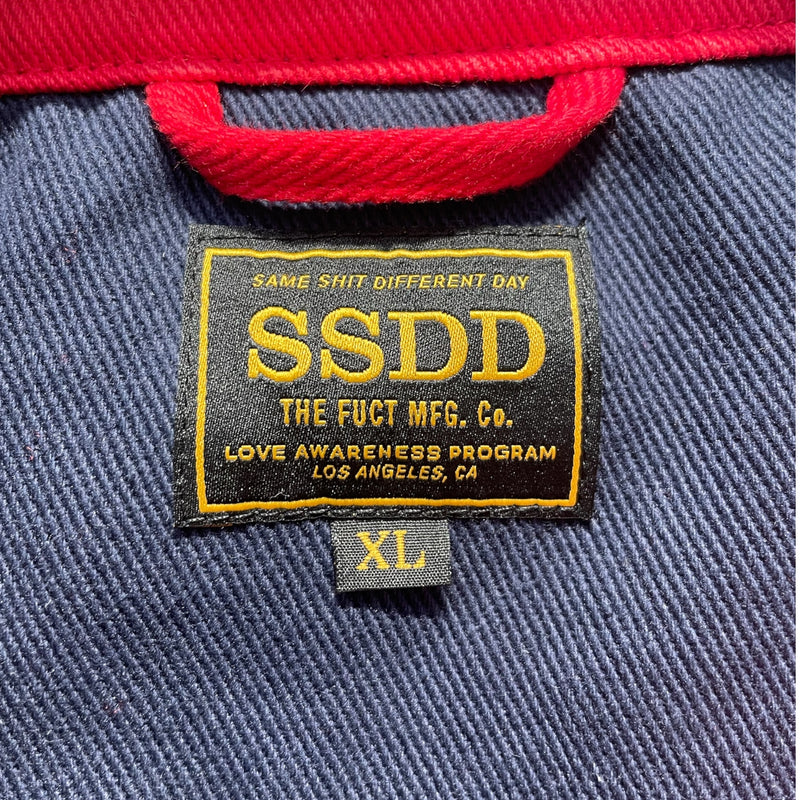 SAME SHIT DIFFERENT DAY
SSDD
THE FUCT MFG. Co.
LOVE AWARENESS PROGRAM
LOS ANGELES, CA
XL